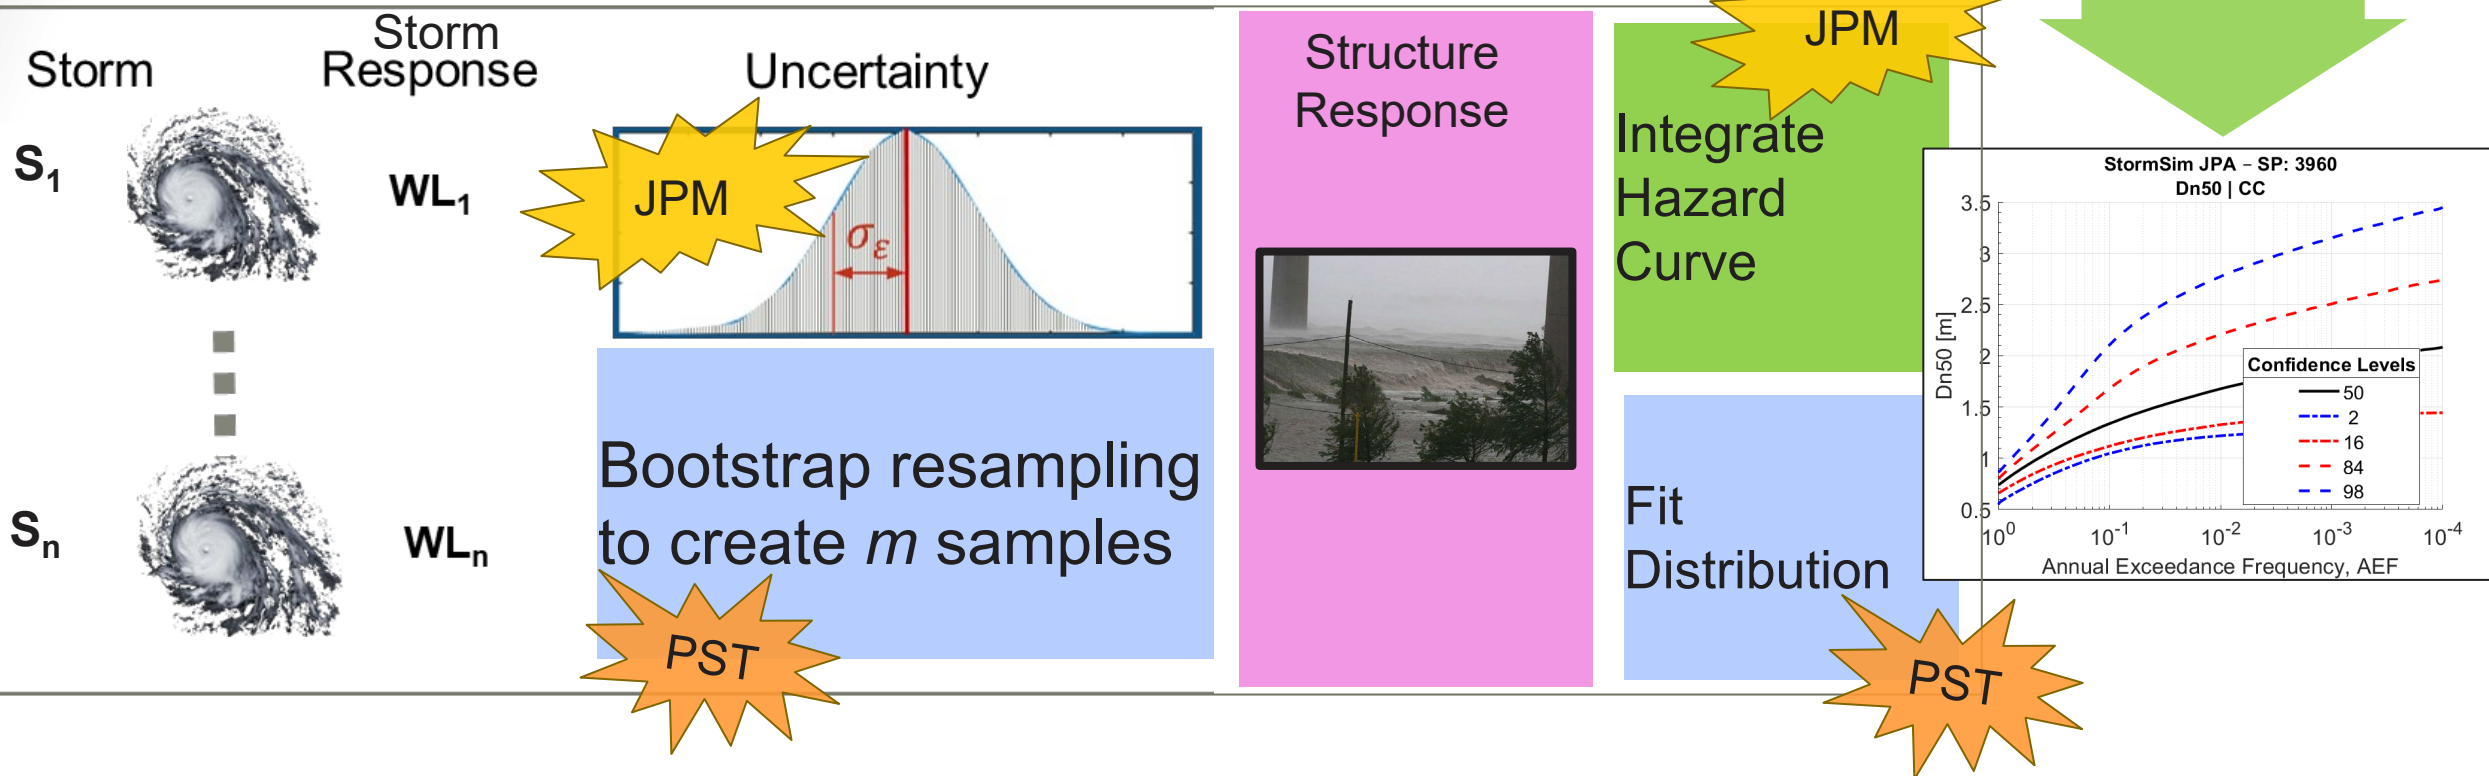 Storm
Storm
Response
Uncertainty
S1
WL1
JPM
σε
Sn
WLn
Bootstrap resampling
to create m samples
PST
Structure
Response
JPM
Integrate
Hazard
Curve
Fit
Distribution
PST
StormSim JPA – SP: 3960
Dn50 | CC
Dn50 [m]
3.5
3
2.5
2
1.5
1
0.5
10^0 10^-1 10^-2 10^-3 10^-4
Annual Exceedance Frequency, AEF
Confidence Levels
50
2
16
84
98